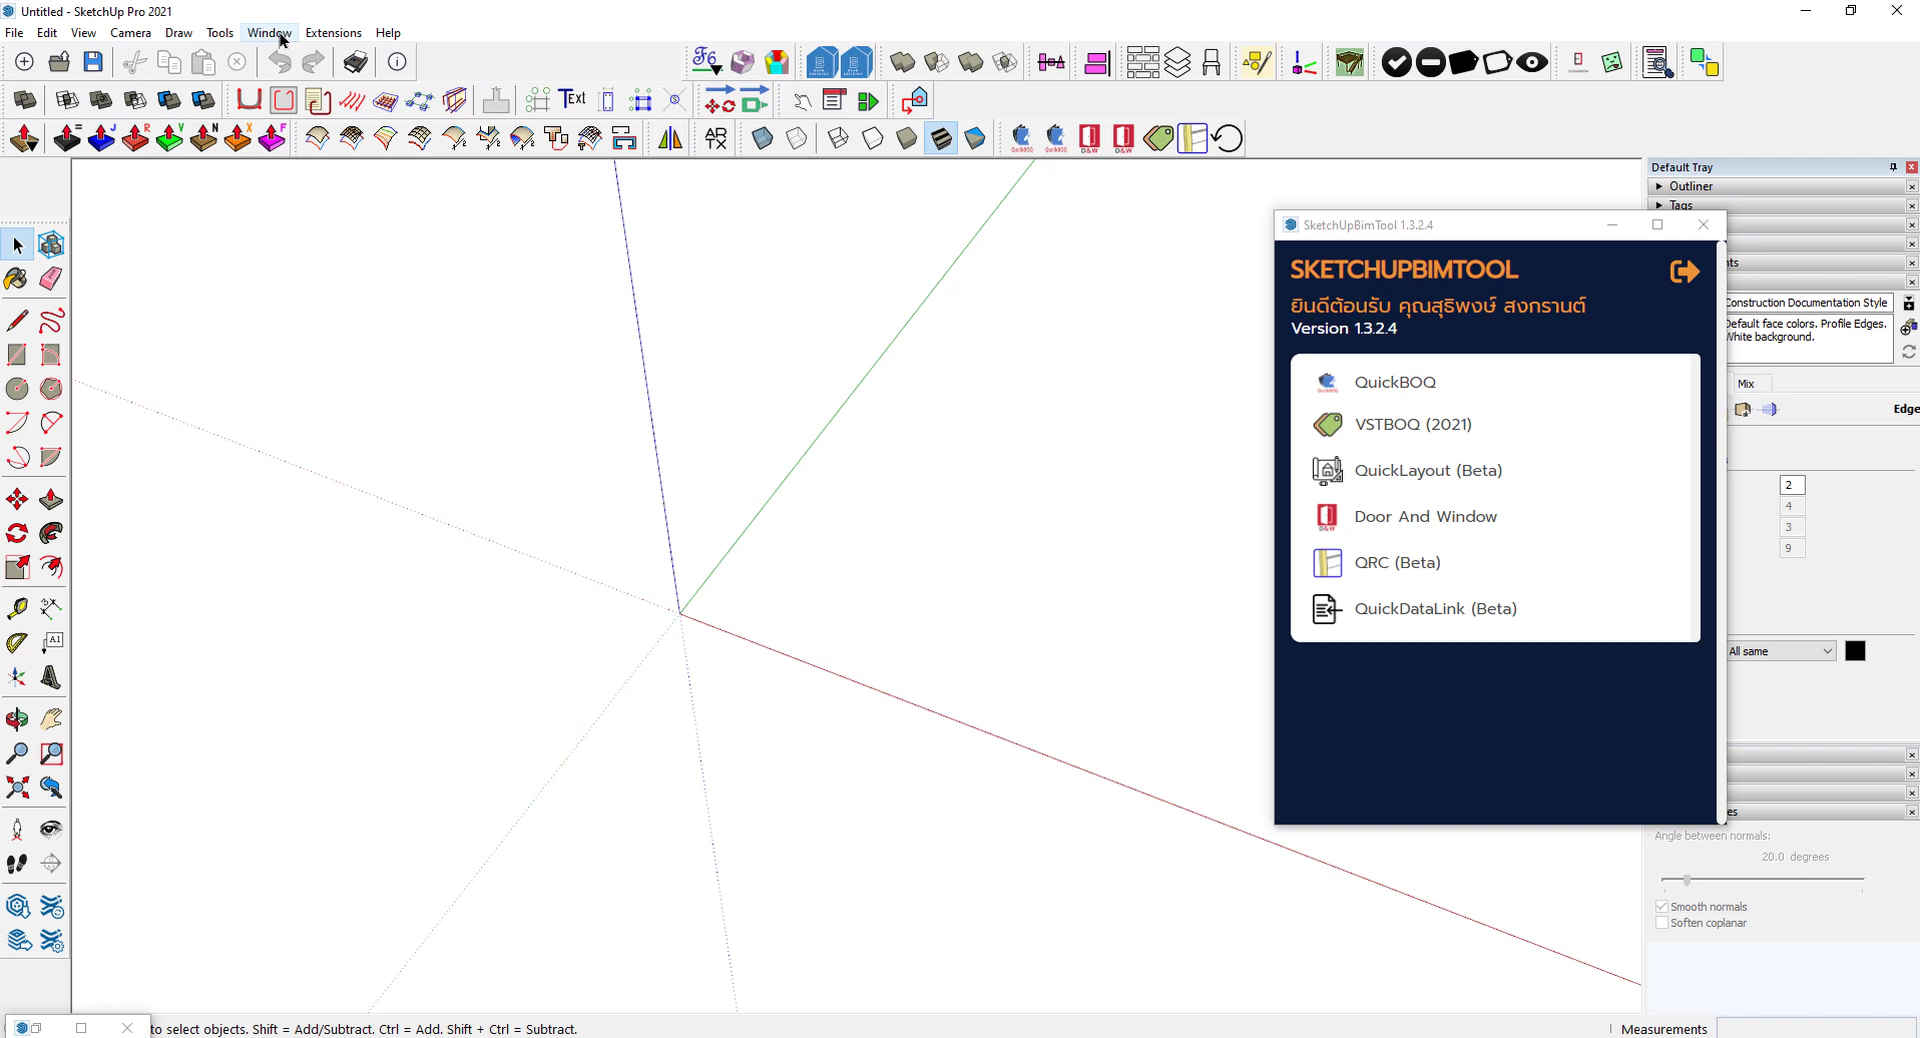 Untitled - SketchUp Pro 2021
File Edit View Camera Draw Tools Window Extensions Help
Text
AR
TX
D&W D&W
Default Tray
Outliner
Tags
SketchUpBimTool 1.3.2.4
SKETCHUPBIMTOOL
ยินดีต้อนรับ คุณสุธิพงษ์ สงกรานต์
Version 1.3.2.4
QuickBOQ
VSTBOQ (2021)
QuickLayout (Beta)
Door And Window
QRC (Beta)
QuickDataLink (Beta)
nts
Construction Documentation Style
Default face colors. Profile Edges.
White background.
Mix
Edge
2
4
3
9
All same
es
Angle between normals:
20.0 degrees
Smooth normals
Soften coplanar
to select objects. Shift = Add/Subtract. Ctrl = Add. Shift + Ctrl = Subtract.
Measurements